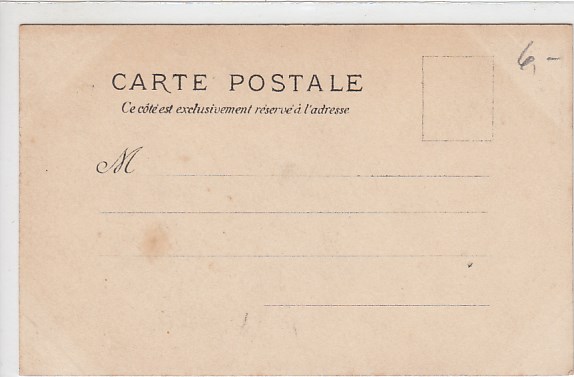 6,-
CARTE POSTALE
Ce côté est exclusivement réservé à l'adresse
M